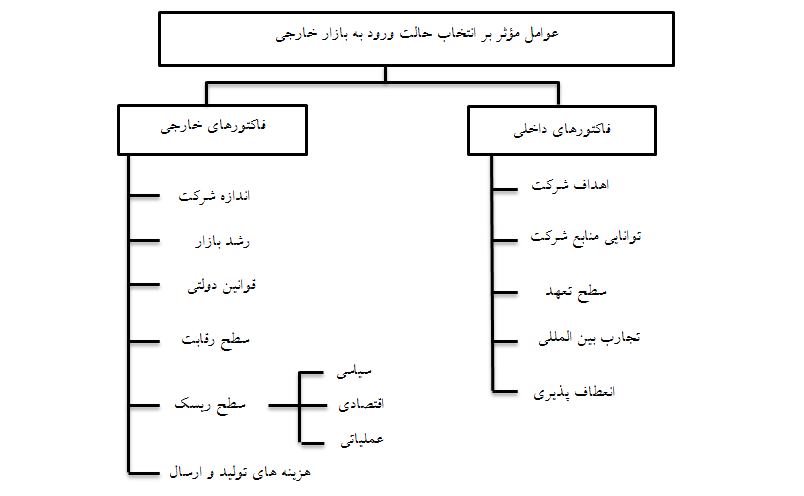 عوامل مؤثر بر انتخاب حالت ورود به بازار خارجی
فاکتورهای داخلی
اهداف شرکت
توانایی منابع شرکت
سطح تعهد
تجارب بین المللی
انعطاف پذیری
فاکتورهای خارجی
اندازه شرکت
رشد بازار
قوانین دولتی
سطح رقابت
سطح ریسک
سیاسی
اقتصادی
عملیاتی
هزینه های تولید و ارسال